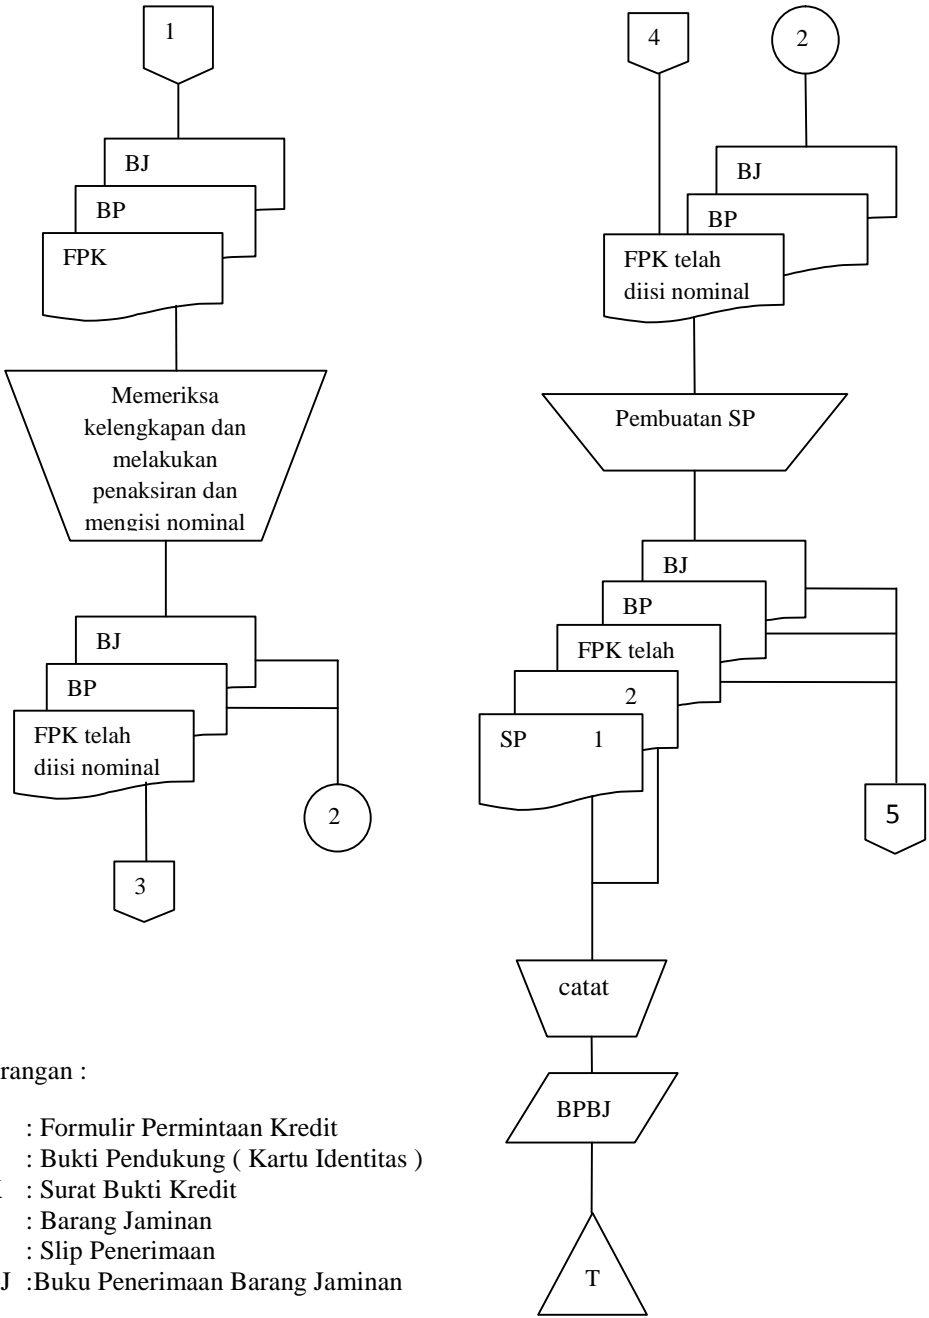 1
BJ
BP
FPK
Memeriksa
kelengkapan dan
melakukan
penaksiran dan
mengisi nominal
BJ
BP
FPK telah
diisi nominal
2
3
4
2
BJ
BP
FPK telah
diisi nominal
Pembuatan SP
BJ
BP
FPK telah
2
SP 1
5
catat
BPBJ
T
rangan :
: Formulir Permintaan Kredit
: Bukti Pendukung ( Kartu Identitas )
: Surat Bukti Kredit
: Barang Jaminan
: Slip Penerimaan
J :Buku Penerimaan Barang Jaminan